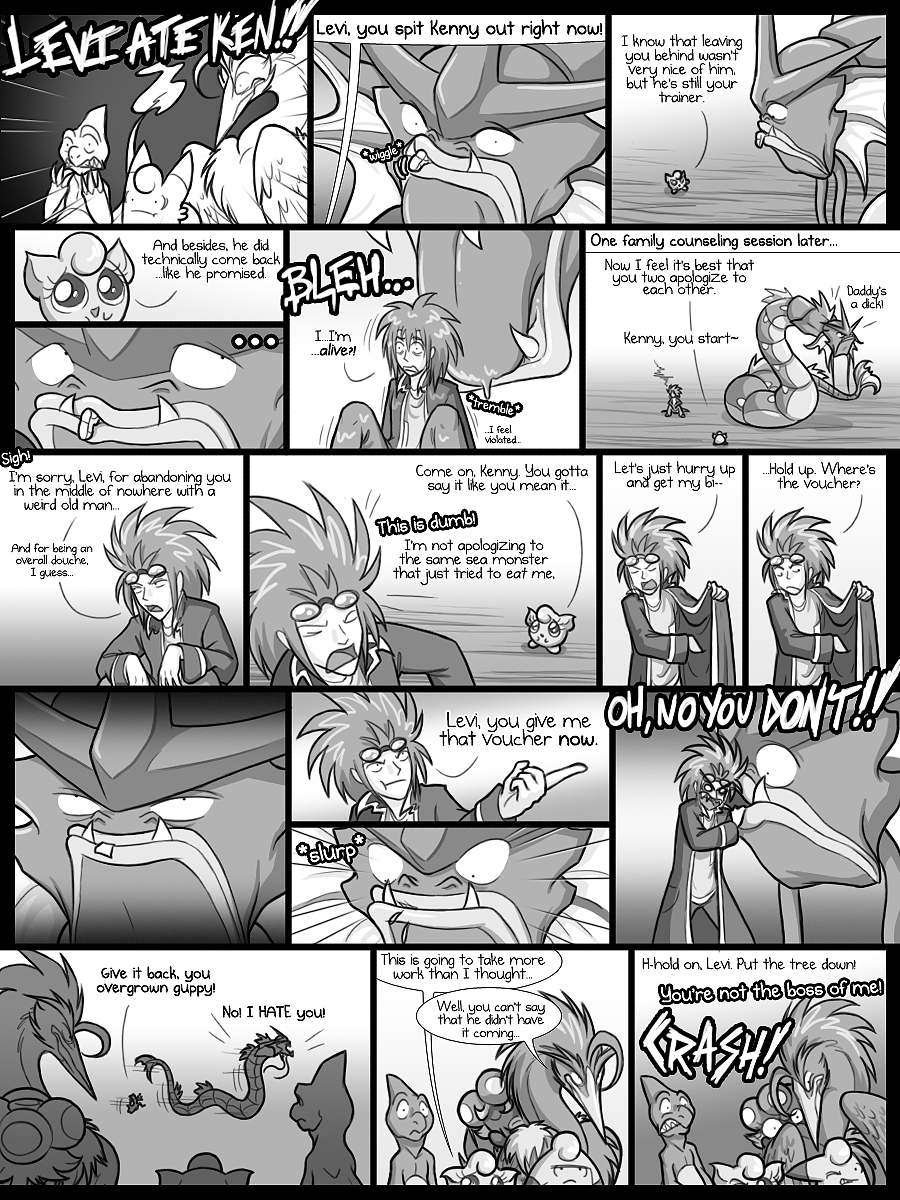 LEVI ATE KEN!!
Levi, you spit Kenny out right now!
*wiggle*
I know that leaving
you behind wasn't
very nice of him,
but he's still your
trainer.
And besides, he did
technically come back
...like he promised.
BLEH...
I...I'm
...alive?!
*tremble*
..I feel
violated..
One family counseling session later...
Now I feel it's best that
you two apologize to
each other.
Kenny, you start~
Daddy's
a dick!
Sigh!
I'm sorry, Levi, for abandoning you
in the middle of nowhere with a
weird old man...
And for being an
overall douche,
I guess...
Come on, Kenny. You gotta
say it like you mean it...
This is dumb!
I'm not apologizing to
the same sea monster
that just tried to eat me,
Let's just hurry up
and get my bi--
...Hold up. Where's
the voucher?
Levi, you give me
that voucher now.
*slurp*
OH, NO YOU DON'T!!
Give it back, you
overgrown guppy!
No! I HATE you!
This is going to take more
work than I thought...
Well, you can't say
that he didn't have
it coming...
H-hold on, Levi. Put the tree down!
You're not the boss of me!
CRASH!